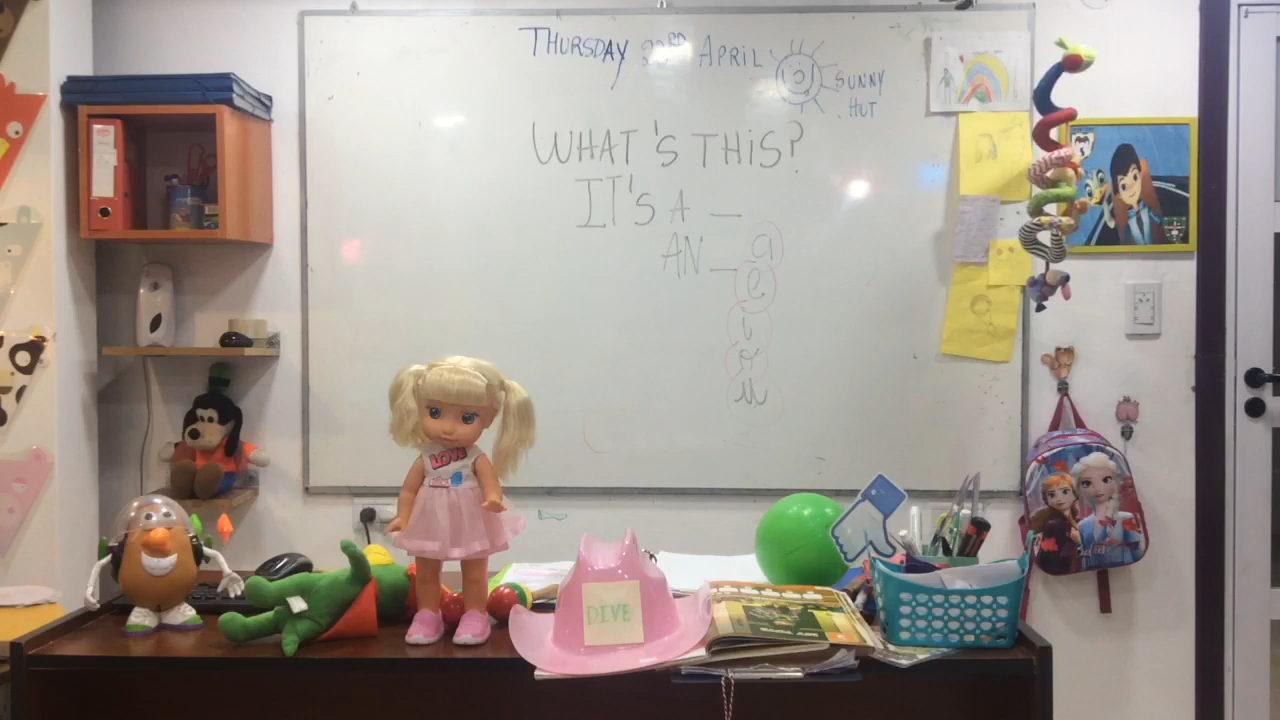 THURSDAY 23RD APRIL
SUNNY
HUT
WHAT'S THIS?
IT'S A _
AN _ a
e
i
o
u
LOVE
DIVE